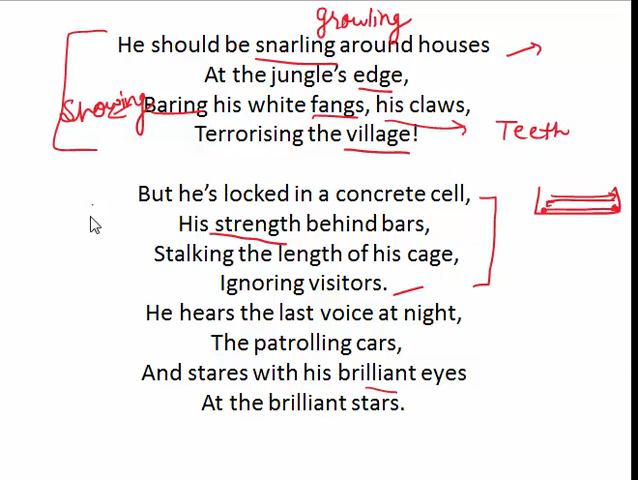 growling
He should be snarling around houses
At the jungle's edge,
Showing Baring his white fangs, his claws,
Terrorising the village! Teeth
But he's locked in a concrete cell,
His strength behind bars,
Stalking the length of his cage,
Ignoring visitors.
He hears the last voice at night,
The patrolling cars,
And stares with his brilliant eyes
At the brilliant stars.